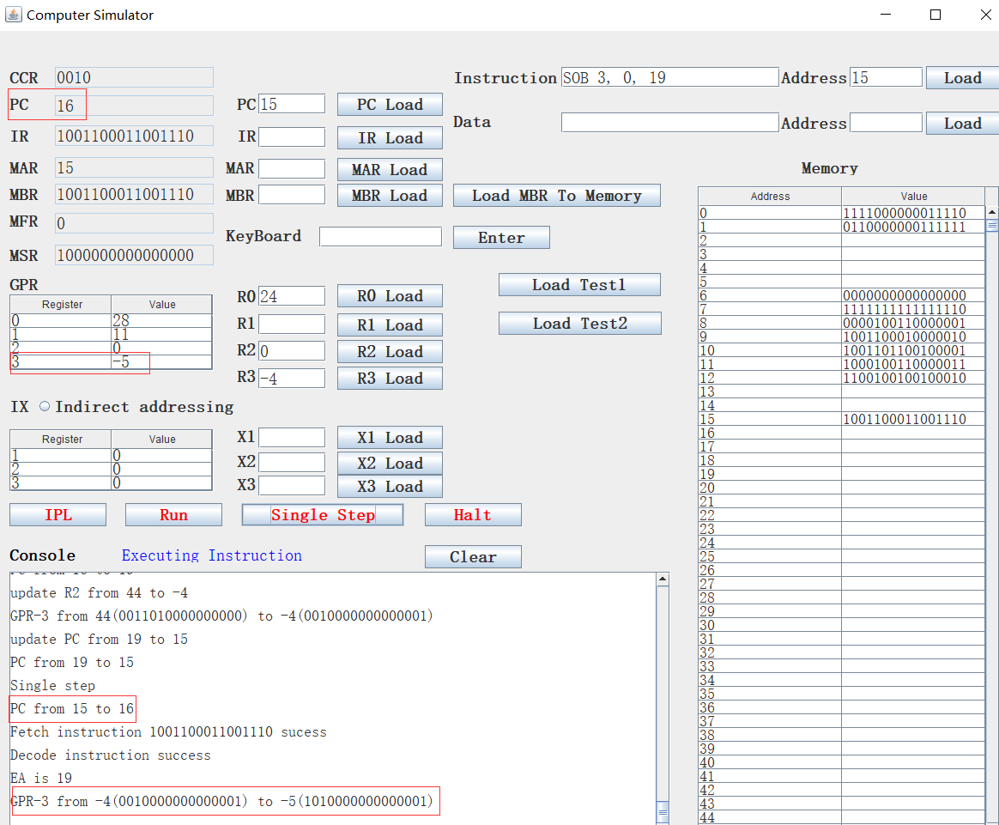 Computer Simulator
CCR 0010
PC 16 PC 15 PC Load
IR 1001100011001110 IR IR Load
MAR 15 MAR MAR Load
MBR 1001100011001110 MBR MBR Load Load MBR To Memory
MFR 0
MSR 1000000000000000
KeyBoard Enter
Instruction SOB 3, 0, 19 Address 15 Load
Data Address Load
GPR
Register Value
0 28
1 11
2 0
3 -5
R0 24 R0 Load
R1 R1 Load
R2 0 R2 Load
R3 -4 R3 Load
Load Test1
Load Test2
IX Indirect addressing
Register Value
1 0
2 0
3 0
X1 X1 Load
X2 X2 Load
X3 X3 Load
IPL Run Single Step Halt
Console Executing Instruction Clear
update R2 from 44 to -4
GPR-3 from 44(0011010000000000) to -4(0010000000000001)
update PC from 19 to 15
PC from 19 to 15
Single step
PC from 15 to 16
Fetch instruction 1001100011001110 sucess
Decode instruction success
EA is 19
GPR-3 from -4(0010000000000001) to -5(1010000000000001)
Memory
Address Value
0 1111000000011110
1 0110000000111111
2
3
4
5
6 0000000000000000
7 1111111111111110
8 0000100110000001
9 1001100010000010
10 1001101100100001
11 1000100110000011
12 1100100100100010
13
14
15 1001100011001110
16
17
18
19
20
21
22
23
24
25
26
27
28
29
30
31
32
33
34
35
36
37
38
39
40
41
42
43
44